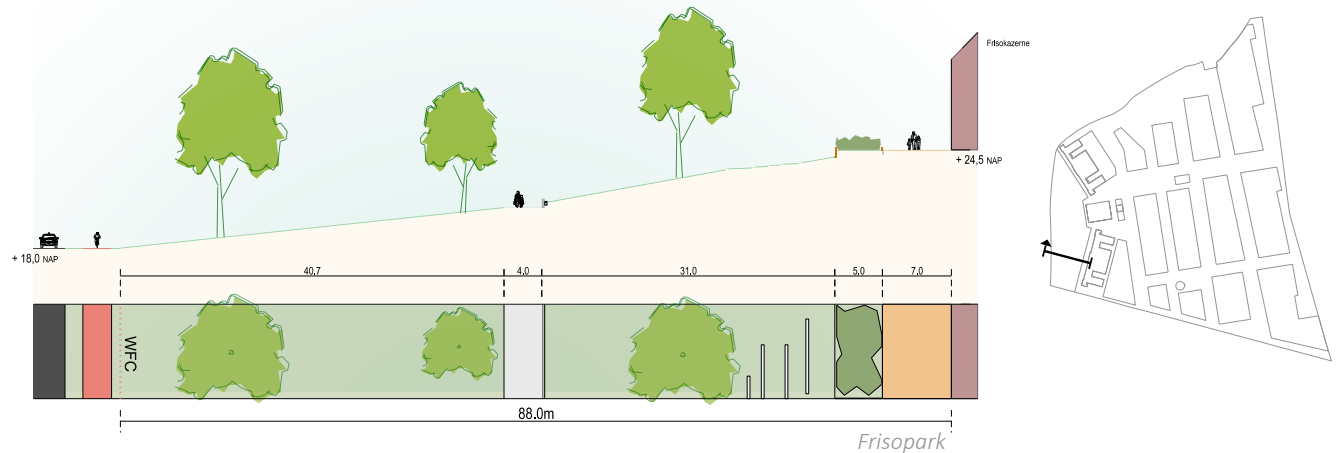 Frisokazerne
+ 24,5 NAP
+ 18,0 NAP
40,7
4.0
31.0
5.0
7.0
WFC
88.0m
Frisopark